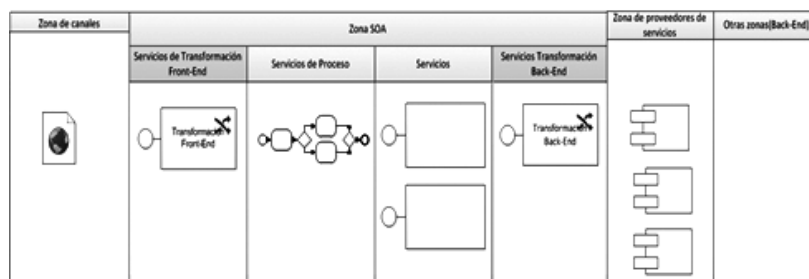 Zona de canales
Zona SOA
Zona de proveedores de
servicios
Otras zonas(Back-End)
Servicios de Transformación
Front-End
Servicios de Proceso
Servicios
Servicios Transformación
Back-End
Transformación
Front-End
Transformación
Back-End